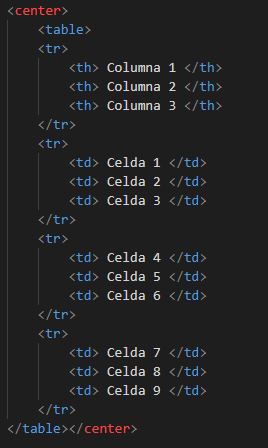 <center>
    <table>
    <tr>
        <th> Columna 1 </th>
        <th> Columna 2 </th>
        <th> Columna 3 </th>
    </tr>
    <tr>
        <td> Celda 1 </td>
        <td> Celda 2 </td>
        <td> Celda 3 </td>
    </tr>
    <tr>
        <td> Celda 4 </td>
        <td> Celda 5 </td>
        <td> Celda 6 </td>
    </tr>
    <tr>
        <td> Celda 7 </td>
        <td> Celda 8 </td>
        <td> Celda 9 </td>
    </tr>
</table></center>